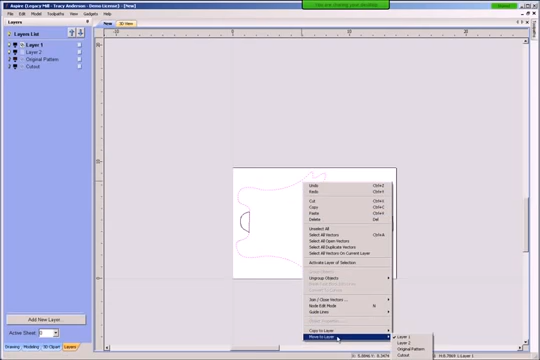 Aspire (Legacy Mill - Tracy Anderson - Demo License) - [New]
You are sharing your desktop
File Edit Model Toolpaths View Gadgets Help
Layers
New 3D View
Layers List
Layer 1
Layer 2
Original Pattern
Cutout
Undo Ctrl+Z
Redo
Cut Ctrl+X
Copy Ctrl+C
Paste
Delete Del
Unselect All
Select All Vectors Ctrl+A
Select All Open Vectors
Select All Duplicate Vectors
Select All Vectors On Current Layer
Activate Layer of Selection
Ungroup Objects
Join / Close Vectors ...
Node Edit Mode N
Guide Lines
Copy to Layer
Move to Layer
Layer 1
Layer 2
Original Pattern
Cutout
Add New Layer
Active Sheet: 0
Drawing Modeling 3D Clipart Layers
Ready